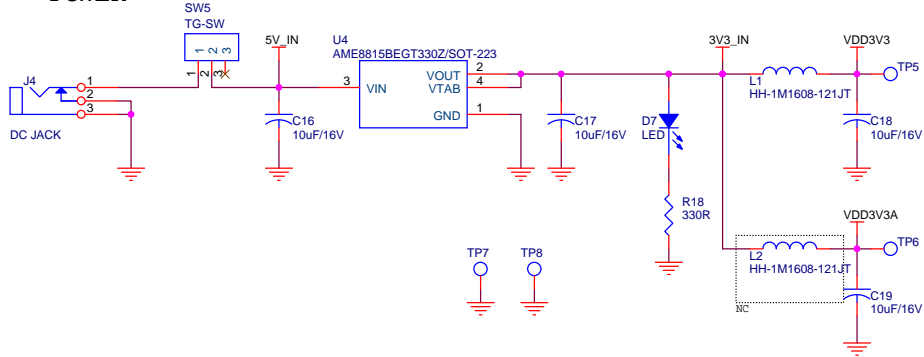 SW5
TG-SW
1 2 3
1 2 3
J4
1
2
3
DC JACK
5V_IN
C16
10uF/16V
U4
AME8815BEGT330Z/SOT-223
3 VIN
VOUT 2
VTAB 4
GND 1
C17
10uF/16V
D7
LED
R18
330R
3V3_IN
L1
HH-1M1608-121JT
VDD3V3
TP5
C18
10uF/16V
TP7
TP8
VDD3V3A
L2
HH-1M1608-121JT
TP6
C19
10uF/16V
NC